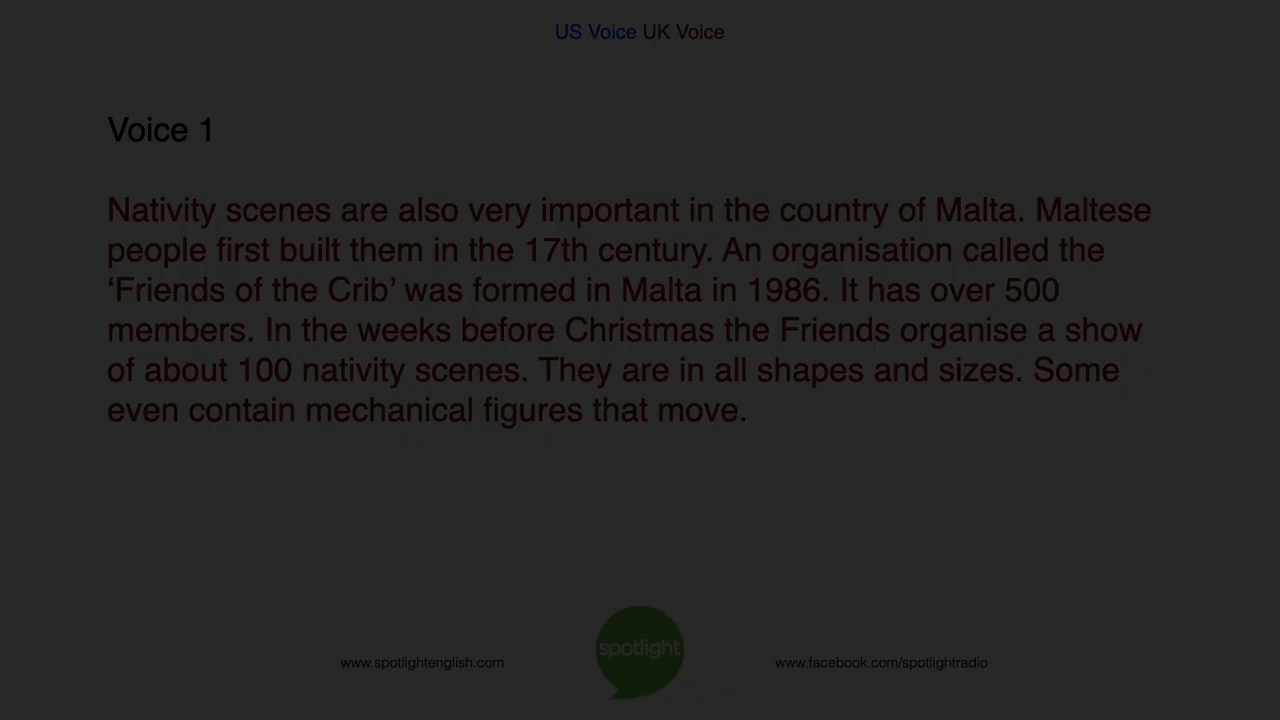 US Voice UK Voice
Voice 1
Nativity scenes are also very important in the country of Malta. Maltese
people first built them in the 17th century. An organisation called the
‘Friends of the Crib’ was formed in Malta in 1986. It has over 500
members. In the weeks before Christmas the Friends organise a show
of about 100 nativity scenes. They are in all shapes and sizes. Some
even contain mechanical figures that move.
spotlight
www.spotlightenglish.com
www.facebook.com/spotlightradio